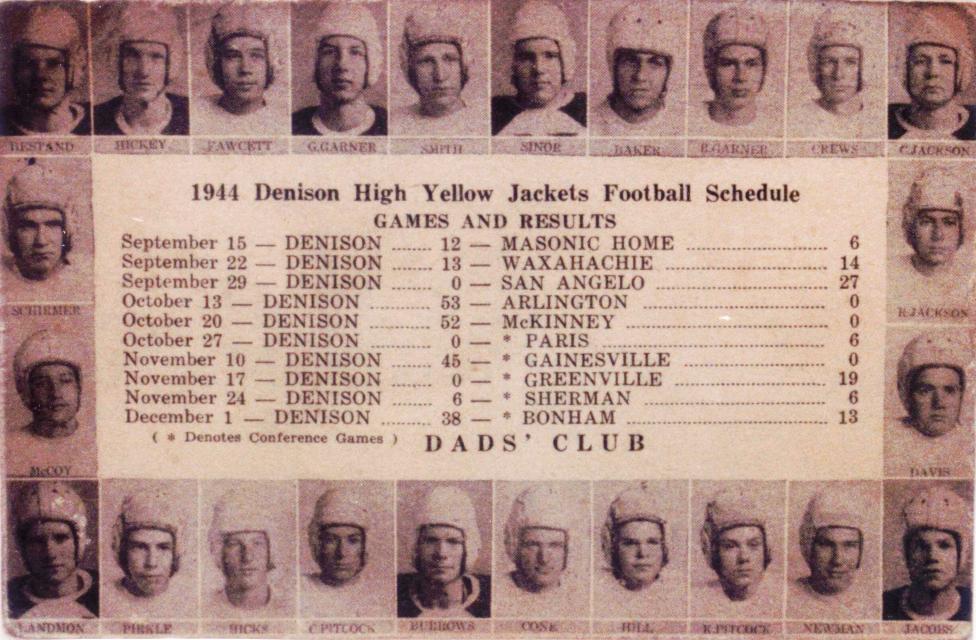 BESTAND HICKEY FAWCETT G.GARNER SMITH SINOR BAKER B.GARNER CREWS C.JACKSON
1944 Denison High Yellow Jackets Football Schedule
GAMES AND RESULTS
September 15 — DENISON ...... 12 — MASONIC HOME .......... 6
September 22 — DENISON ...... 13 — WAXAHACHIE .......... 14
September 29 — DENISON ...... 0 — SAN ANGELO .......... 27
October 13 — DENISON 53 — ARLINGTON .......... 0
October 20 — DENISON .......... 52 — McKINNEY .......... 0
October 27 — DENISON .......... 0 — * PARIS .......... 6
November 10 — DENISON ...... 45 — * GAINESVILLE .......... 0
November 17 — DENISON ...... 0 — * GREENVILLE .......... 19
November 24 — DENISON ...... 6 — * SHERMAN .......... 6
December 1 — DENISON ...... 38 — * BONHAM .......... 13
( * Denotes Conference Games ) DADS' CLUB
SCHIRMER
R.JACKSON
McCOY
DAVIS
LANDMON PIRKLE HICKS C.PITCOCK BURROWS CONE HILL K.PITCOCK NEWMAN JACOBS